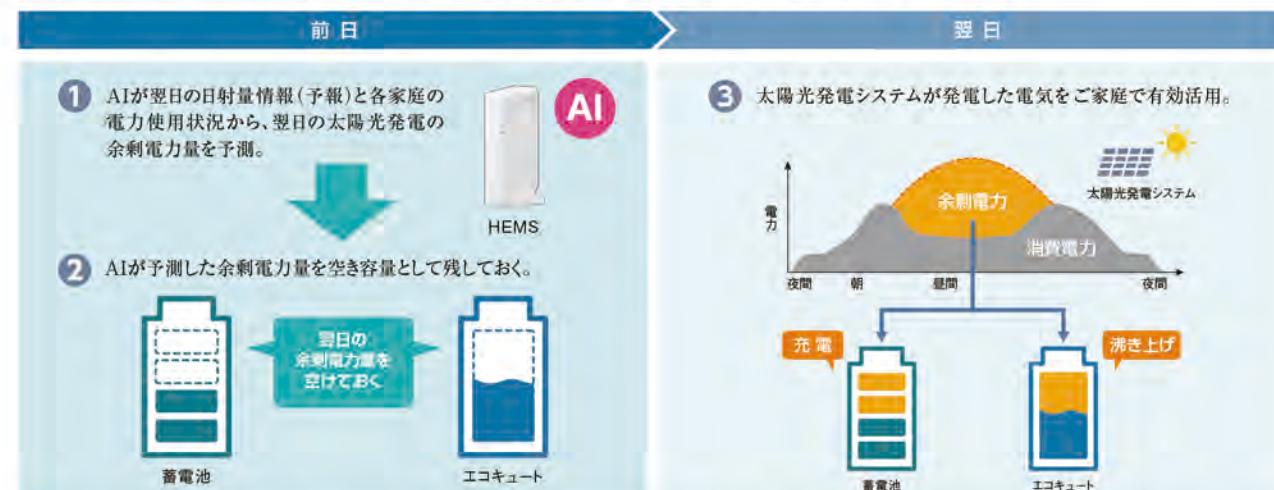 前日
翌日
1 AIが翌日の日射量情報(予報)と各家庭の
電力使用状況から、翌日の太陽光発電の
余剰電力量を予測。
AI
HEMS
2 AIが予測した余剰電力量を空き容量として残しておく。
翌日の
余剰電力量を
空けておく
蓄電池
エコキュート
3 太陽光発電システムが発電した電気をご家庭で有効活用。
太陽光発電システム
電力
余剰電力
消費電力
夜間 朝 昼間 夜間
充電
沸き上げ
蓄電池
エコキュート